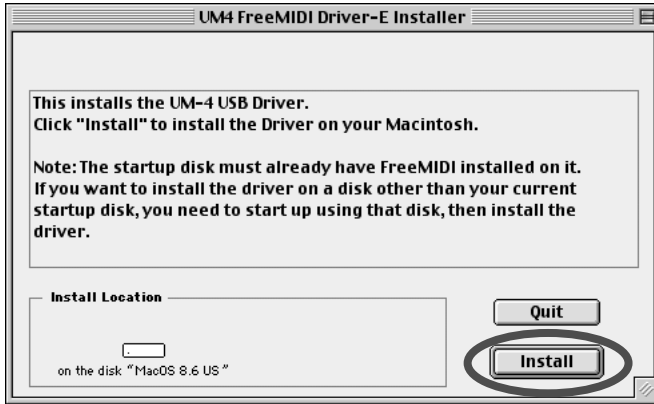 UM4 FreeMIDI Driver-E Installer
This installs the UM-4 USB Driver.
Click "Install" to install the Driver on your Macintosh.
Note: The startup disk must already have FreeMIDI installed on it.
If you want to install the driver on a disk other than your current
startup disk, you need to start up using that disk, then install the
driver.
Install Location
on the disk “MacOS 8.6 US”
Quit
Install